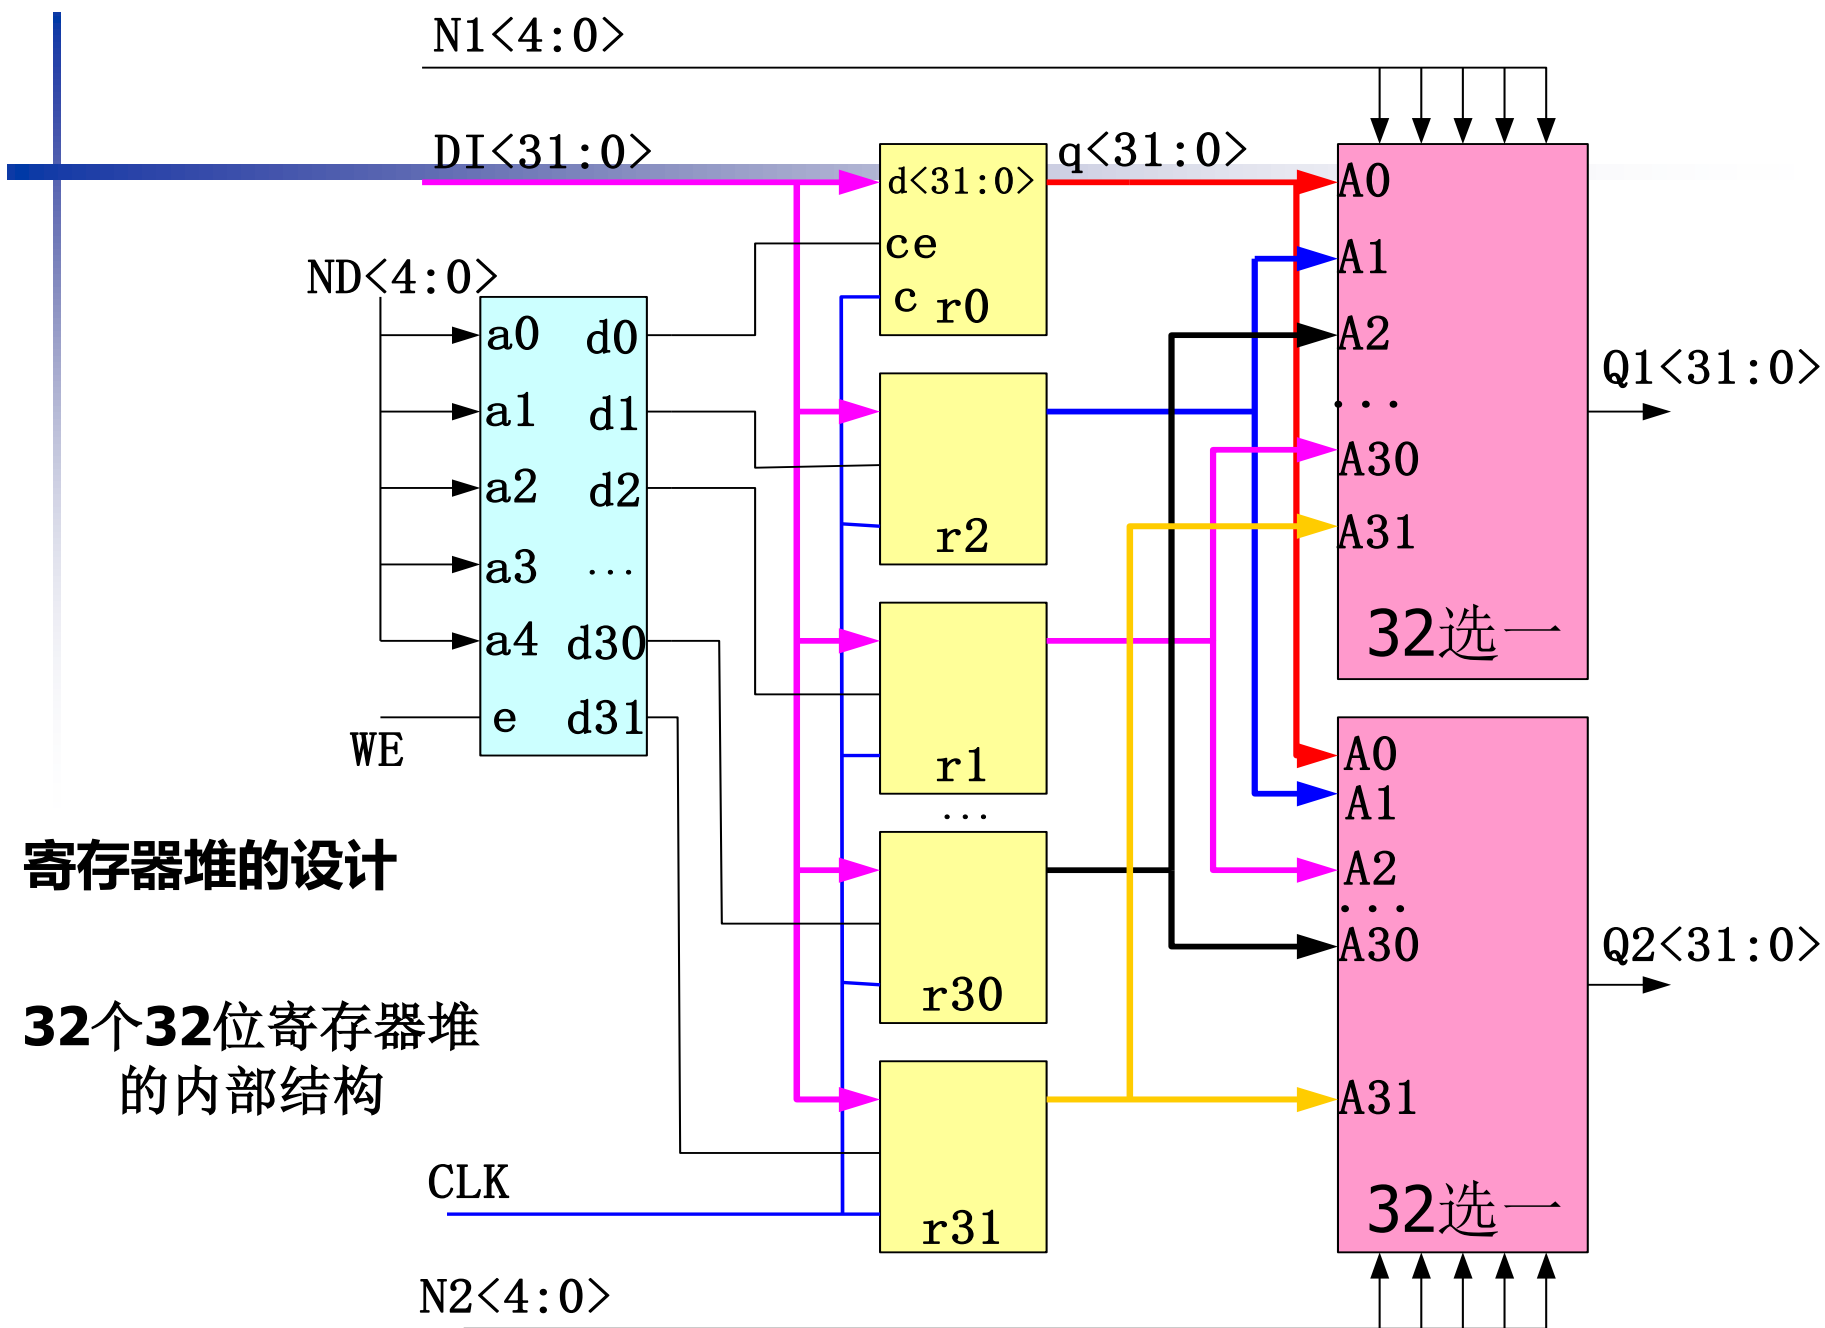 N1<4:0>
DI<31:0>
q<31:0>
d<31:0>
ce
c
r0
ND<4:0>
a0
a1
a2
a3
a4
e
WE
d0
d1
d2
...
d30
d31
r2
r1
...
r30
r31
A0
A1
A2
...
A30
A31
32选一
Q1<31:0>
A0
A1
A2
...
A30
A31
32选一
Q2<31:0>
寄存器堆的设计
32个32位寄存器堆
的内部结构
CLK
N2<4:0>